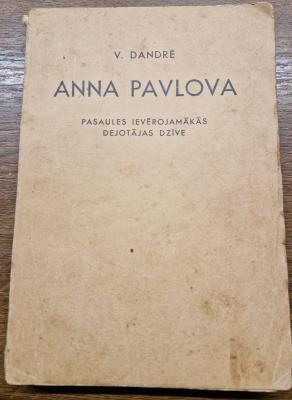 V. DANDRĒ
ANNA PAVLOVA
PASAULES IEVĒROJAMĀKĀS
DEJOTĀJAS DZĪVE